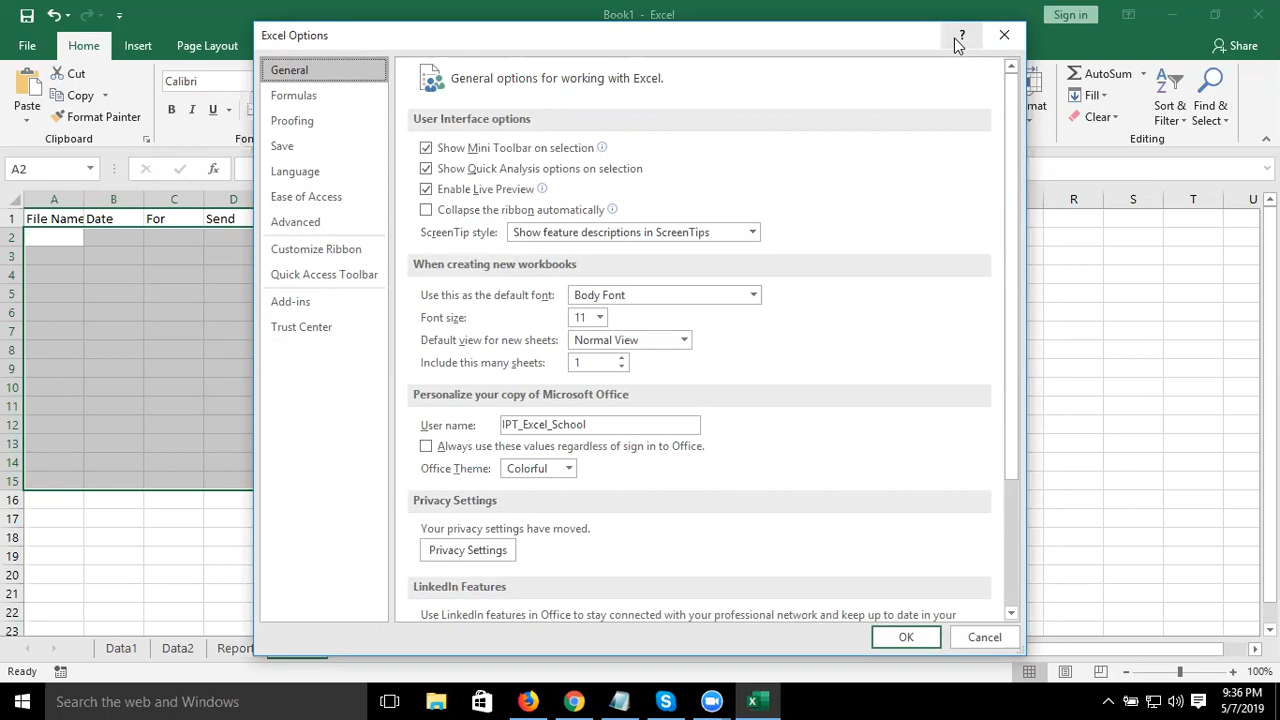 Book1 - Excel
Sign in
File
Home
Insert
Page Layout
Share
Excel Options
?
Paste
Cut
Copy
Format Painter
Clipboard
Calibri
B I U
AutoSum
Fill
Clear
Sort &
Filter
Find &
Select
Editing
A2
fx
General
Formulas
Proofing
Save
Language
Ease of Access
Advanced
Customize Ribbon
Quick Access Toolbar
Add-ins
Trust Center
General options for working with Excel.
User Interface options
Show Mini Toolbar on selection
Show Quick Analysis options on selection
Enable Live Preview
Collapse the ribbon automatically
ScreenTip style: Show feature descriptions in ScreenTips
When creating new workbooks
Use this as the default font: Body Font
Font size: 11
Default view for new sheets: Normal View
Include this many sheets: 1
Personalize your copy of Microsoft Office
User name: IPT_Excel_School
Always use these values regardless of sign in to Office.
Office Theme: Colorful
Privacy Settings
Your privacy settings have moved.
Privacy Settings
LinkedIn Features
Use LinkedIn features in Office to stay connected with your professional network and keep up to date in your
OK
Cancel
A B C D R S T U
1 File Name Date For Send
2
3
4
5
6
7
8
9
10
11
12
13
14
15
16
17
18
19
20
21
22
23
Data1
Data2
Report
Ready
100%
Search the web and Windows
9:36 PM
5/7/2019